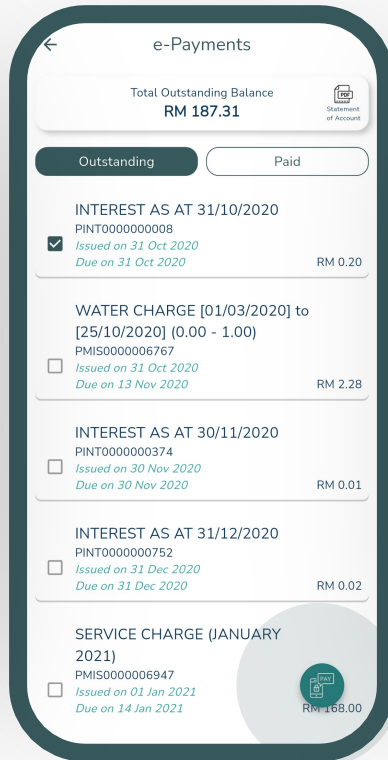 e-Payments
Total Outstanding Balance
RM 187.31
PDF
Statement
of Account
Outstanding
Paid
INTEREST AS AT 31/10/2020
PINT0000000008
Issued on 31 Oct 2020
Due on 31 Oct 2020
RM 0.20
WATER CHARGE [01/03/2020] to
[25/10/2020] (0.00 - 1.00)
PMIS0000006767
Issued on 31 Oct 2020
Due on 13 Nov 2020
RM 2.28
INTEREST AS AT 30/11/2020
PINT0000000374
Issued on 30 Nov 2020
Due on 30 Nov 2020
RM 0.01
INTEREST AS AT 31/12/2020
PINT0000000752
Issued on 31 Dec 2020
Due on 31 Dec 2020
RM 0.02
SERVICE CHARGE (JANUARY
2021)
PMIS0000006947
Issued on 01 Jan 2021
Due on 14 Jan 2021
PAY
RM 168.00